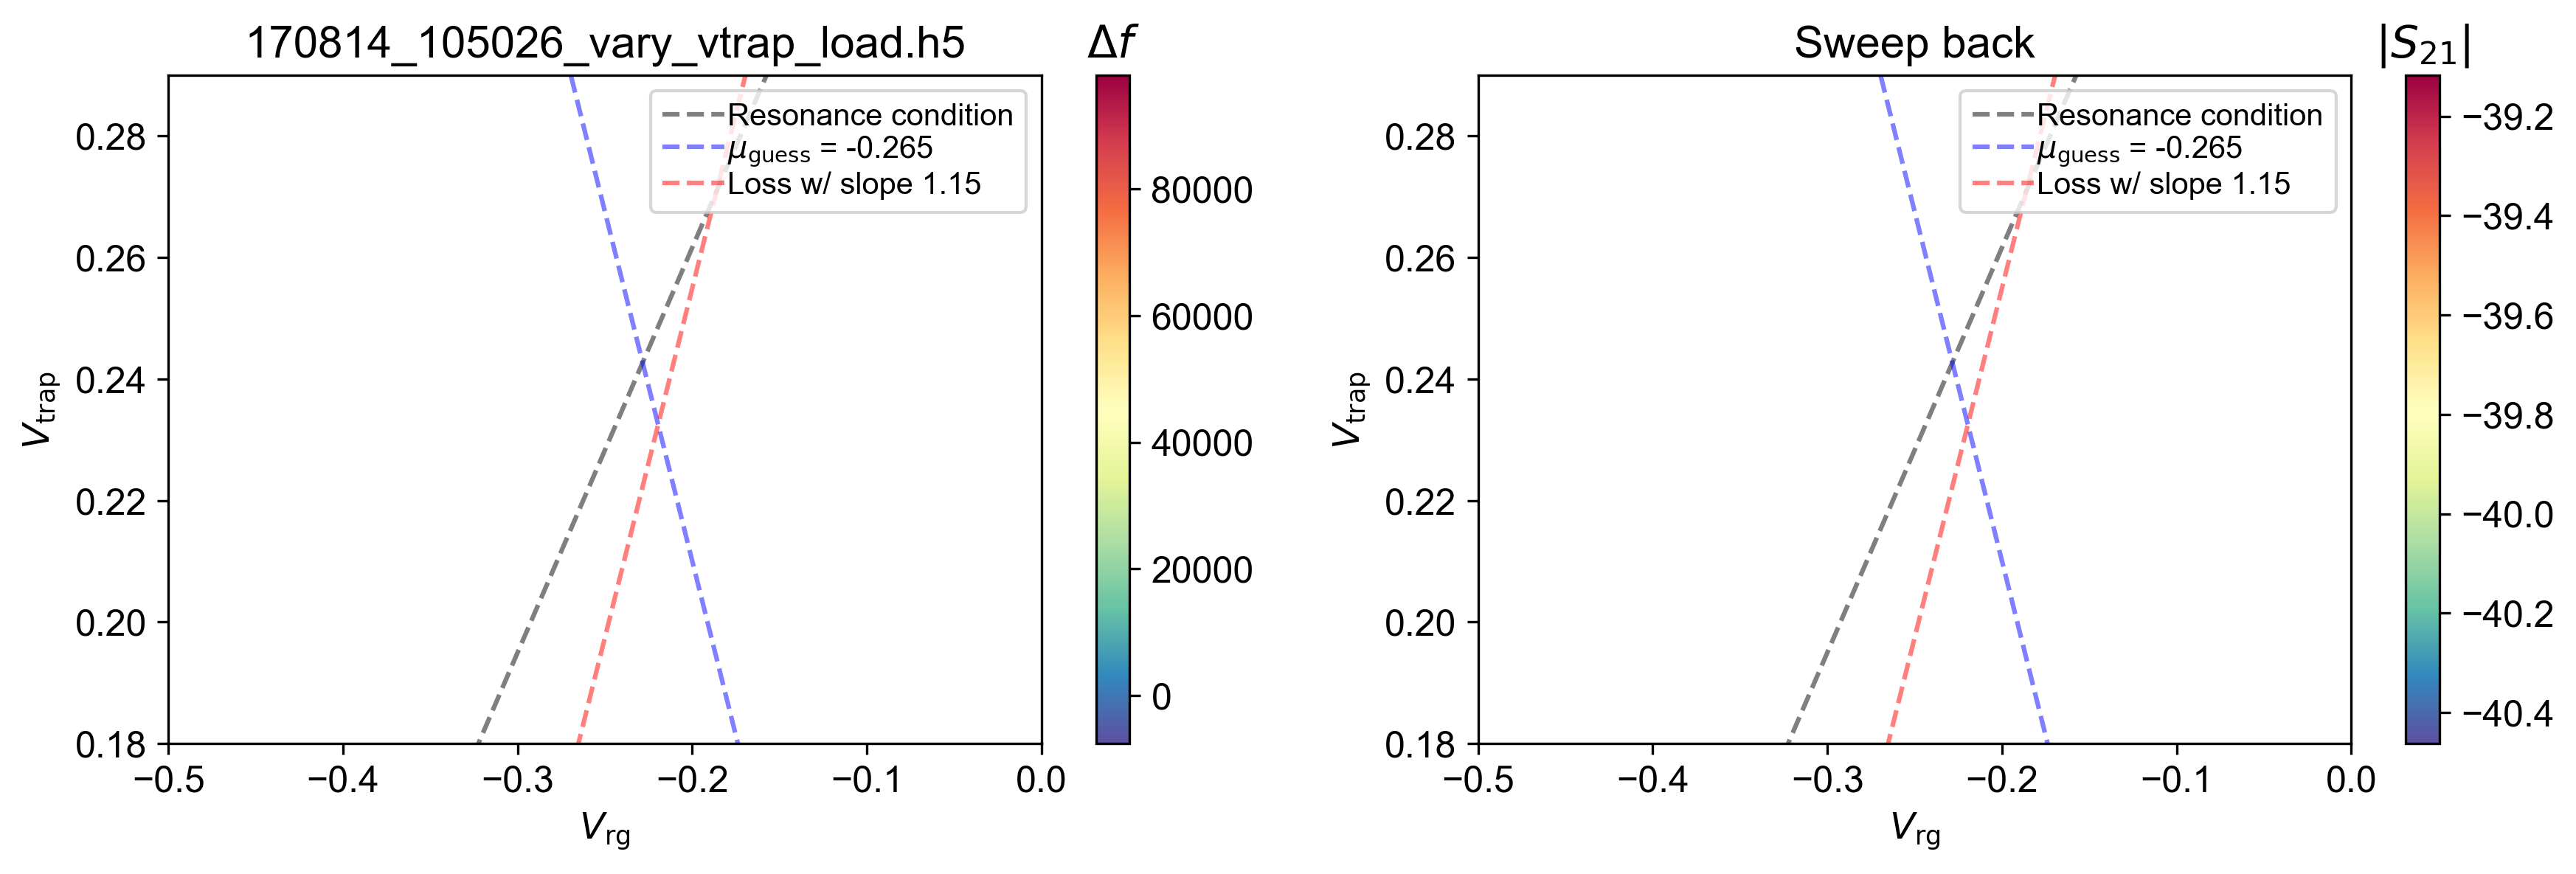 170814_105026_vary_vtrap_load.h5
Δf
Resonance condition
μguess = -0.265
Loss w/ slope 1.15
0.28
0.26
0.24
0.22
0.20
0.18
Vtrap
−0.5 −0.4 −0.3 −0.2 −0.1 0.0
Vrg
80000
60000
40000
20000
0
Sweep back
|S21|
Resonance condition
μguess = -0.265
Loss w/ slope 1.15
0.28
0.26
0.24
0.22
0.20
0.18
Vtrap
−0.5 −0.4 −0.3 −0.2 −0.1 0.0
Vrg
−39.2
−39.4
−39.6
−39.8
−40.0
−40.2
−40.4